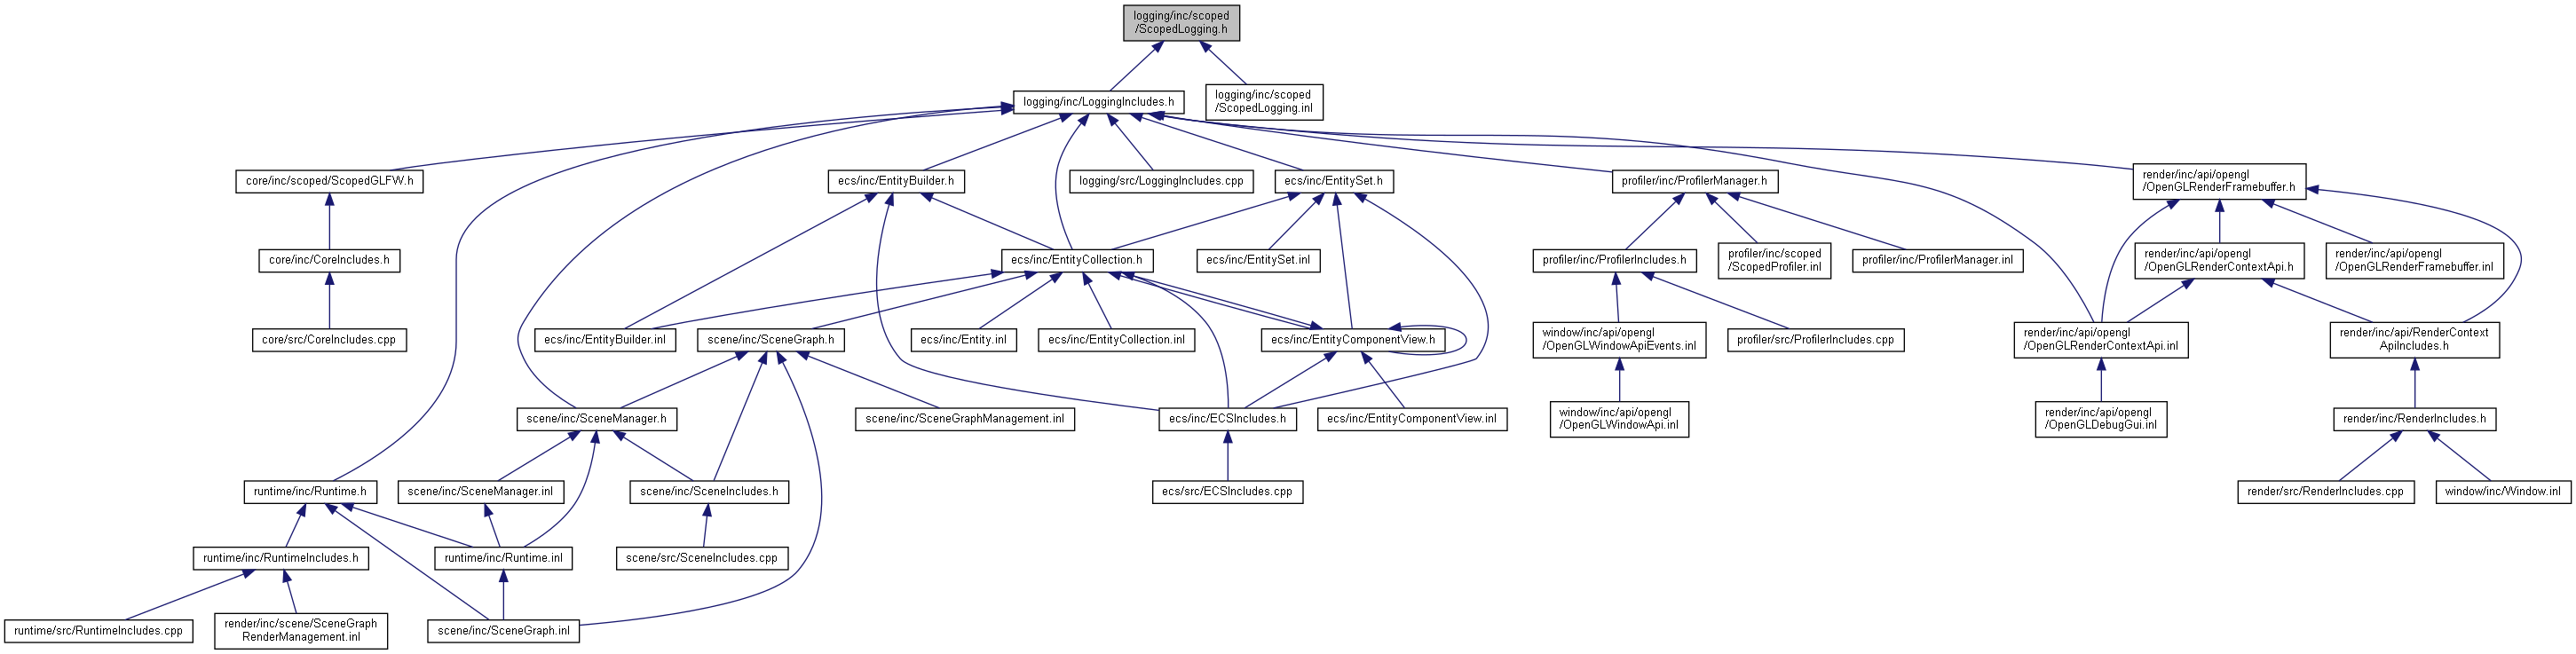 logging/inc/scoped
/ScopedLogging.h
logging/inc/LoggingIncludes.h
logging/inc/scoped
/ScopedLogging.inl
core/inc/scoped/ScopedGLFW.h
ecs/inc/EntityBuilder.h
logging/src/LoggingIncludes.cpp
ecs/inc/EntitySet.h
profiler/inc/ProfilerManager.h
render/inc/api/opengl
/OpenGLRenderFramebuffer.h
core/inc/CoreIncludes.h
ecs/inc/EntityCollection.h
ecs/inc/EntitySet.inl
profiler/inc/ProfilerIncludes.h
profiler/inc/scoped
/ScopedProfiler.inl
profiler/inc/ProfilerManager.inl
render/inc/api/opengl
/OpenGLRenderContextApi.h
render/inc/api/opengl
/OpenGLRenderFramebuffer.inl
core/src/CoreIncludes.cpp
ecs/inc/EntityBuilder.inl
scene/inc/SceneGraph.h
ecs/inc/Entity.inl
ecs/inc/EntityCollection.inl
ecs/inc/EntityComponentView.h
window/inc/api/opengl
/OpenGLWindowApiEvents.inl
profiler/src/ProfilerIncludes.cpp
render/inc/api/opengl
/OpenGLRenderContextApi.inl
render/inc/api/RenderContext
ApiIncludes.h
scene/inc/SceneManager.h
scene/inc/SceneGraphManagement.inl
ecs/inc/ECSIncludes.h
ecs/inc/EntityComponentView.inl
window/inc/api/opengl
/OpenGLWindowApi.inl
render/inc/api/opengl
/OpenGLDebugGui.inl
render/inc/RenderIncludes.h
runtime/inc/Runtime.h
scene/inc/SceneManager.inl
scene/inc/SceneIncludes.h
ecs/src/ECSIncludes.cpp
render/src/RenderIncludes.cpp
window/inc/Window.inl
runtime/inc/RuntimeIncludes.h
runtime/inc/Runtime.inl
scene/src/SceneIncludes.cpp
runtime/src/RuntimeIncludes.cpp
render/inc/scene/SceneGraph
RenderManagement.inl
scene/inc/SceneGraph.inl